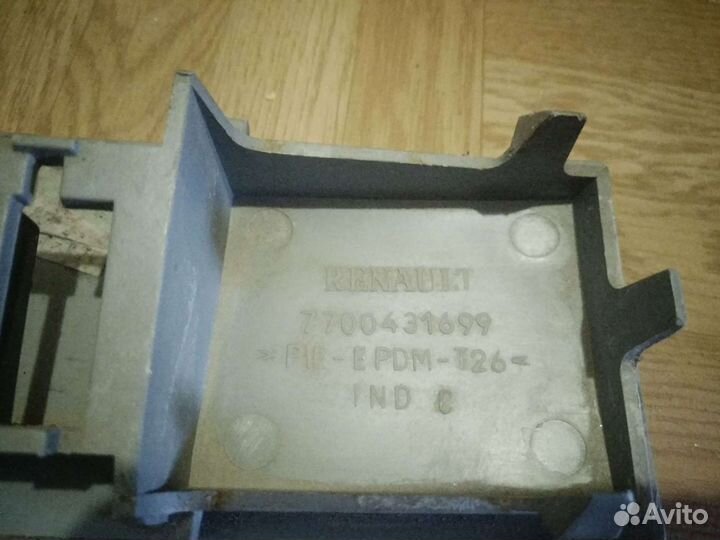 RENAULT
7700431699
>PP-EPDM-T26<
IND C
Avito